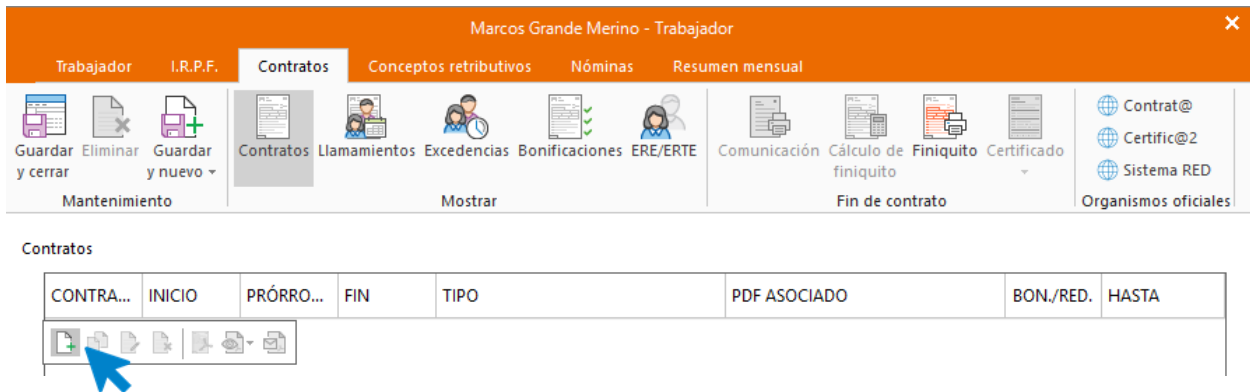 Marcos Grande Merino - Trabajador
Trabajador I.R.P.F. Contratos Conceptos retributivos Nóminas Resumen mensual
Guardar y cerrar Eliminar Guardar y nuevo Contratos Llamamientos Excedencias Bonificaciones ERE/ERTE Comunicación Cálculo de finiquito Finiquito Certificado
Contrat@
Certific@2
Sistema RED
Mantenimiento Mostrar Fin de contrato Organismos oficiales
Contratos
CONTRA... INICIO PRÓRRO... FIN TIPO PDF ASOCIADO BON./RED. HASTA